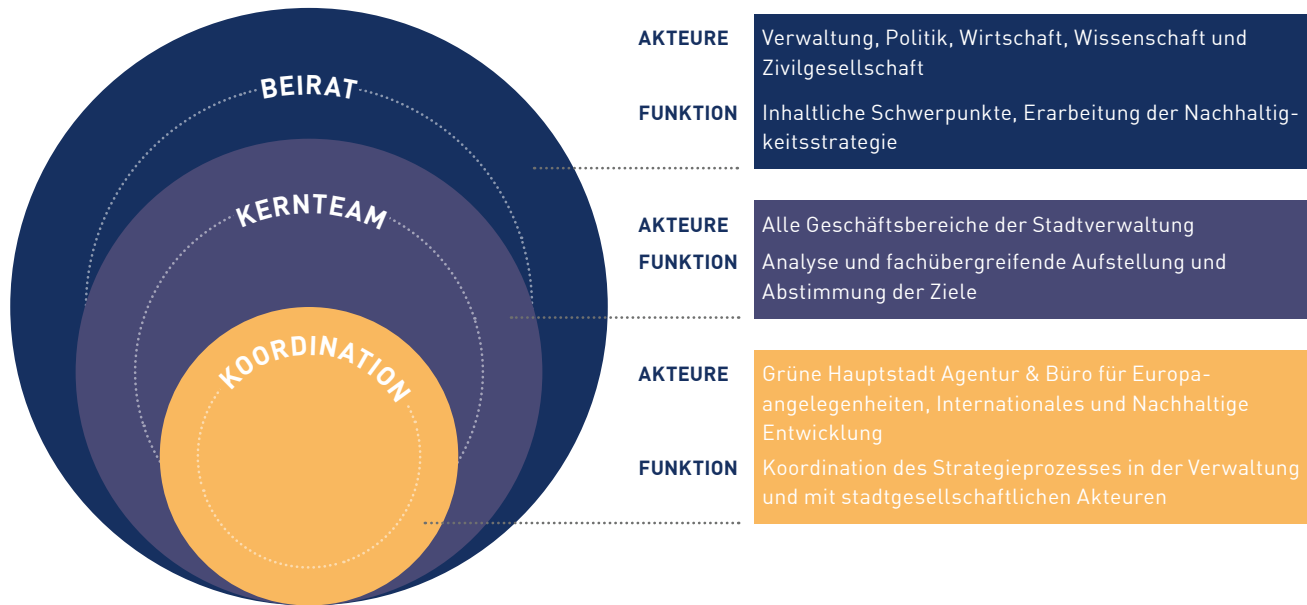 BEIRAT
KERNTEAM
KOORDINATION
AKTEURE
Verwaltung, Politik, Wirtschaft, Wissenschaft und
Zivilgesellschaft
FUNKTION
Inhaltliche Schwerpunkte, Erarbeitung der Nachhaltig-
keitsstrategie
AKTEURE
Alle Geschäftsbereiche der Stadtverwaltung
FUNKTION
Analyse und fachübergreifende Aufstellung und
Abstimmung der Ziele
AKTEURE
Grüne Hauptstadt Agentur & Büro für Europa-
angelegenheiten, Internationales und Nachhaltige
Entwicklung
FUNKTION
Koordination des Strategieprozesses in der Verwaltung
und mit stadtgesellschaftlichen Akteuren